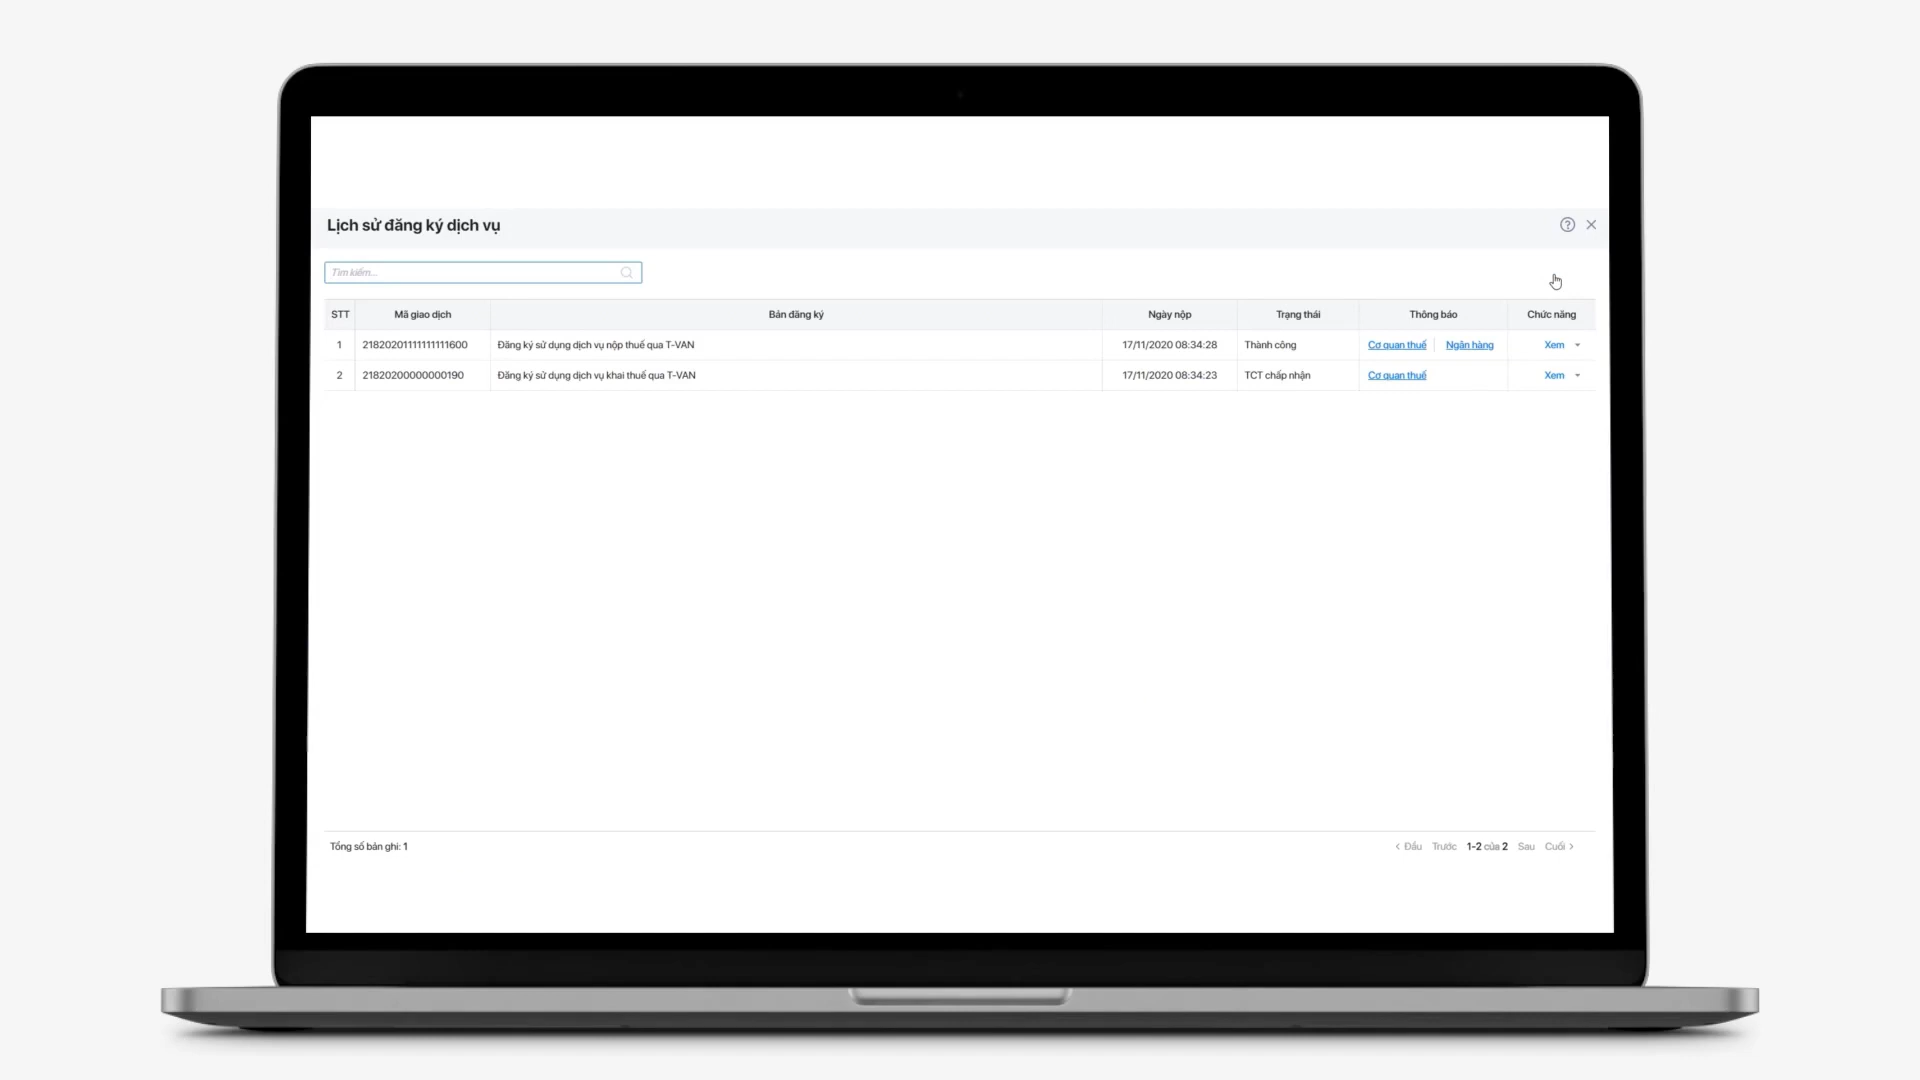 Lịch sử đăng ký dịch vụ
Tìm kiếm...
STT Mã giao dịch Bản đăng ký Ngày nộp Trạng thái Thông báo Chức năng
1 21820201111111111600 Đăng ký sử dụng dịch vụ nộp thuế qua T-VAN 17/11/2020 08:34:28 Thành công Cơ quan thuế Ngân hàng Xem
2 21820200000000190 Đăng ký sử dụng dịch vụ khai thuế qua T-VAN 17/11/2020 08:34:23 TCT chấp nhận Cơ quan thuế Xem
Tổng số bản ghi: 1 Đầu Trước 1-2 của 2 Sau Cuối